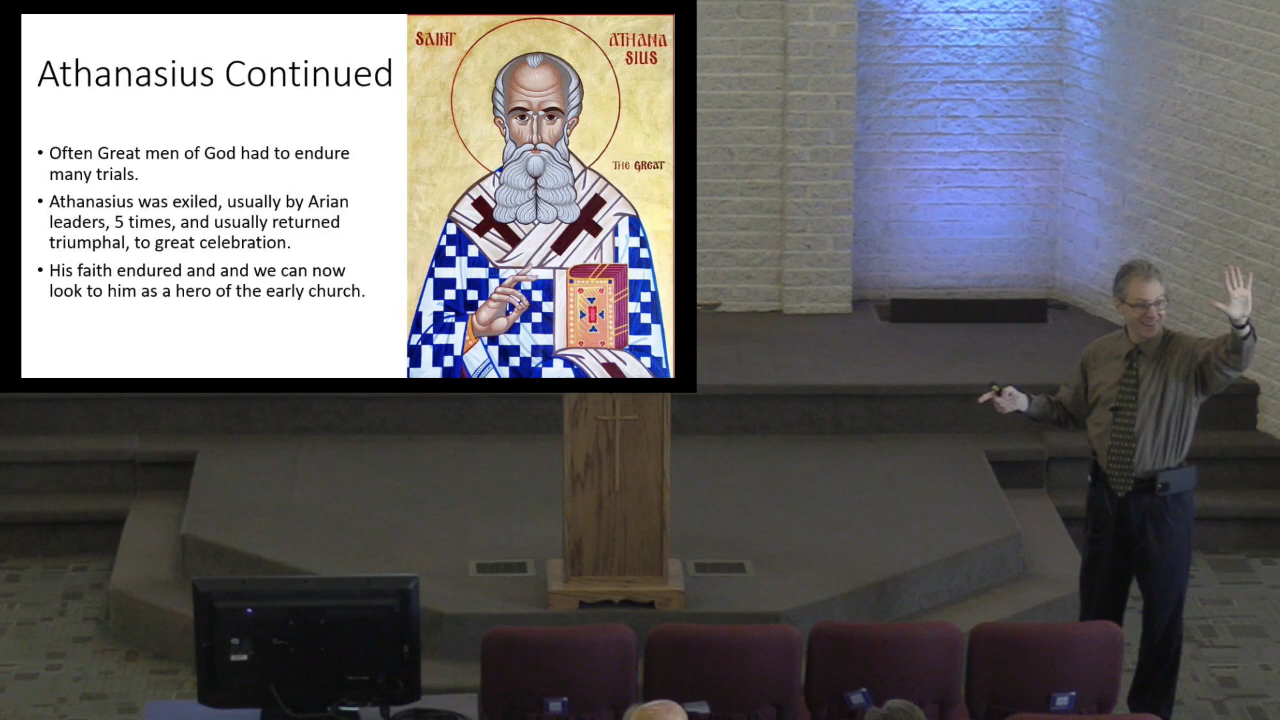 Athanasius Continued
• Often Great men of God had to endure
many trials.
• Athanasius was exiled, usually by Arian
leaders, 5 times, and usually returned
triumphal, to great celebration.
• His faith endured and and we can now
look to him as a hero of the early church.
SAINT
ATHANA
SIUS
THE GREAT